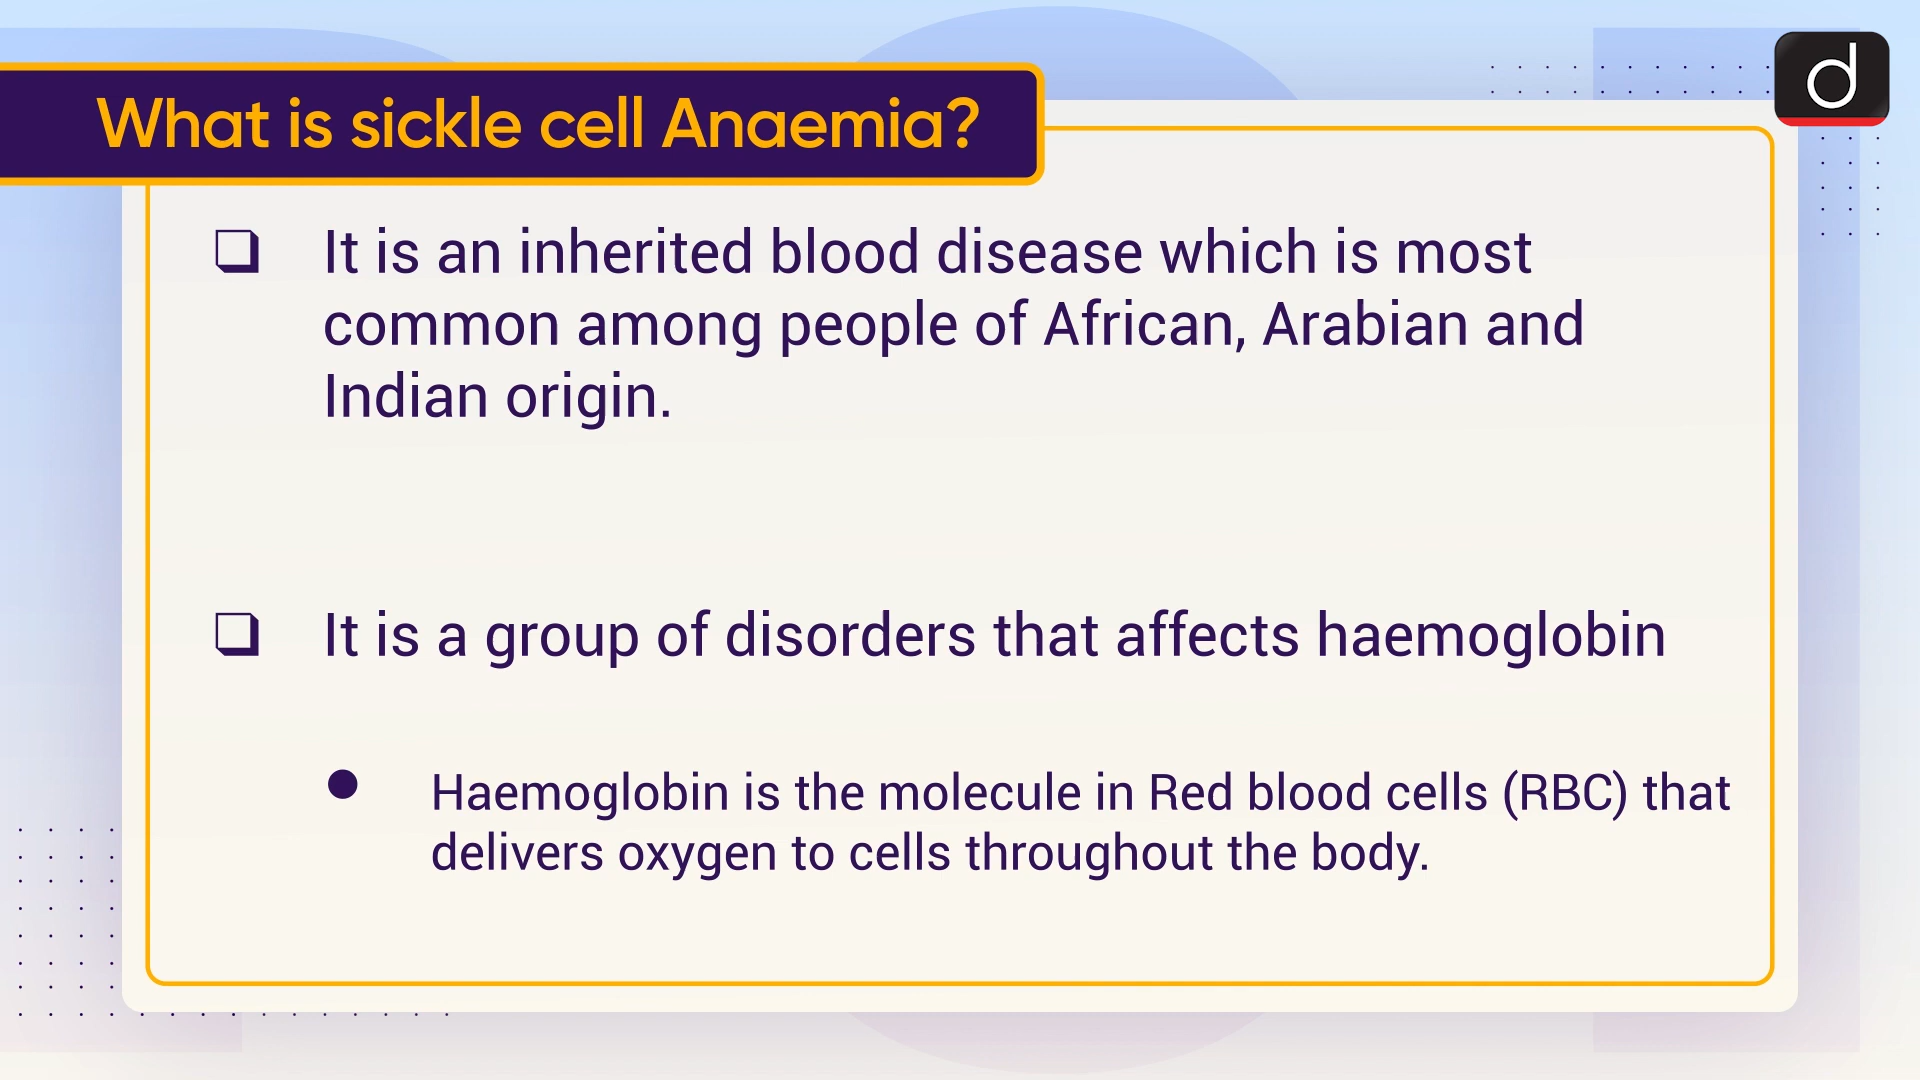 What is sickle cell Anaemia?
d
❑ It is an inherited blood disease which is most
common among people of African, Arabian and
Indian origin.
❑ It is a group of disorders that affects haemoglobin
● Haemoglobin is the molecule in Red blood cells (RBC) that
delivers oxygen to cells throughout the body.